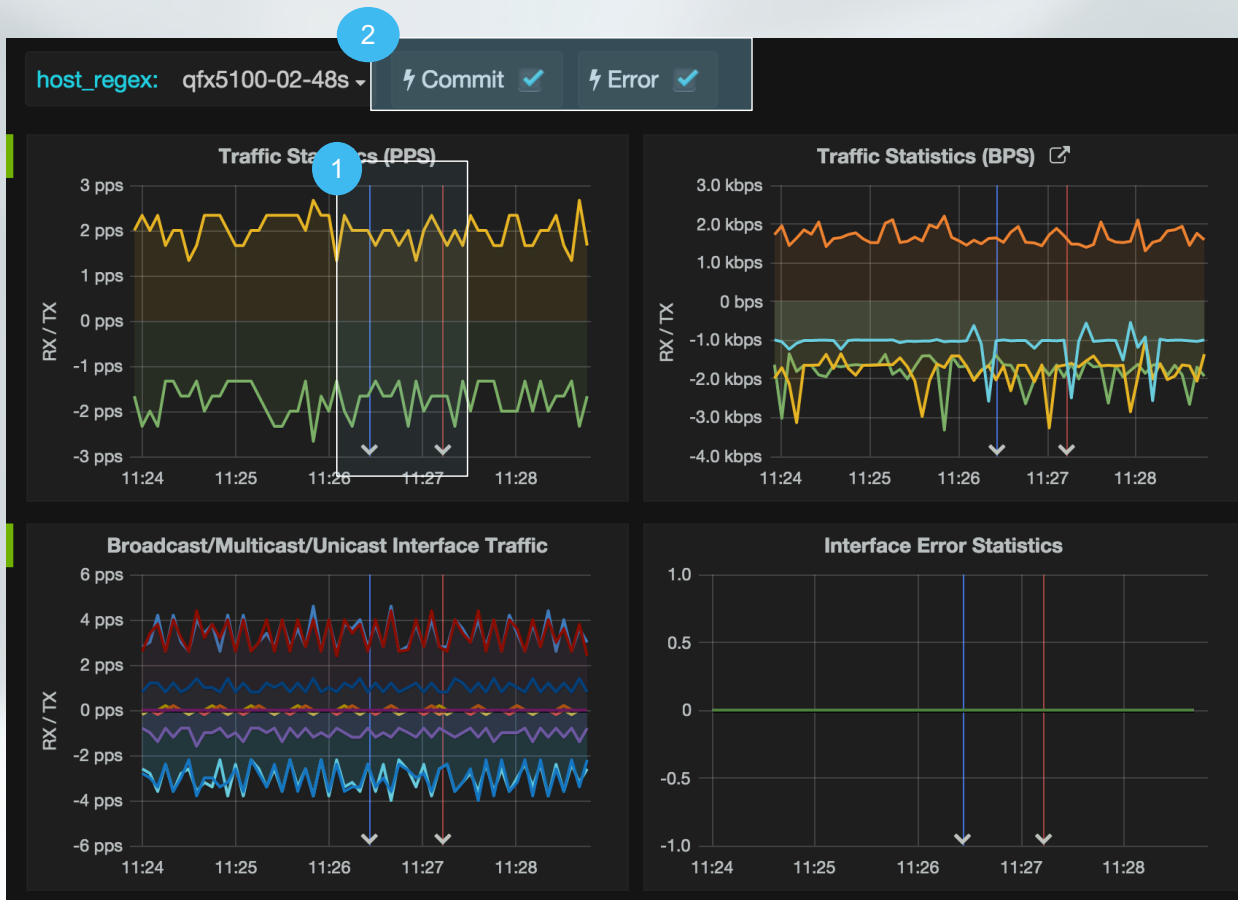 2
host_regex: qfx5100-02-48s Commit Error
Traffic Sta cs (PPS)
1
3 pps
2 pps
1 pps
0 pps
-1 pps
-2 pps
-3 pps
RX / TX
11:24 11:25 11:26 11:27 11:28
Traffic Statistics (BPS)
3.0 kbps
2.0 kbps
1.0 kbps
0 bps
-1.0 kbps
-2.0 kbps
-3.0 kbps
-4.0 kbps
RX / TX
11:24 11:25 11:26 11:27 11:28
Broadcast/Multicast/Unicast Interface Traffic
6 pps
4 pps
2 pps
0 pps
-2 pps
-4 pps
-6 pps
RX / TX
11:24 11:25 11:26 11:27 11:28
Interface Error Statistics
1.0
0.5
0
-0.5
-1.0
11:24 11:25 11:26 11:27 11:28